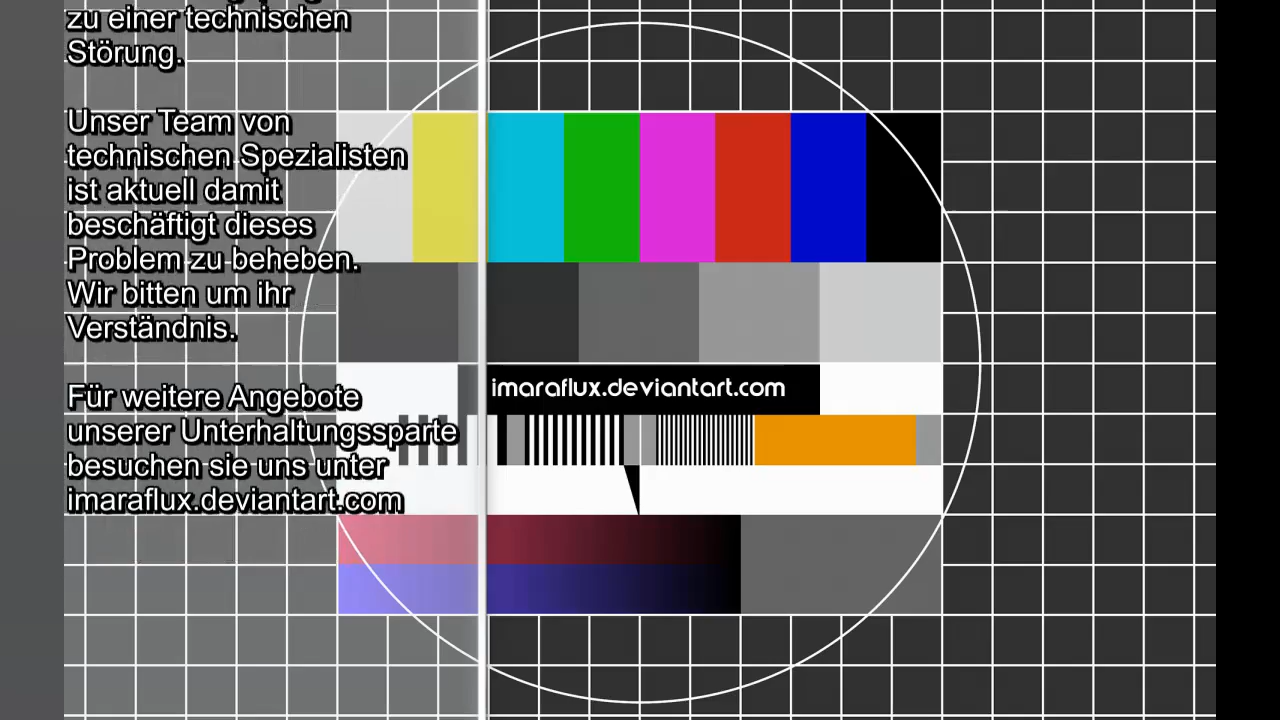 zu einer technischen
Störung.
Unser Team von
technischen Spezialisten
ist aktuell damit
beschäftigt dieses
Problem zu beheben.
Wir bitten um ihr
Verständnis.
Für weitere Angebote
unserer Unterhaltungssparte
besuchen sie uns unter
imaraflux.deviantart.com
imaraflux.deviantart.com